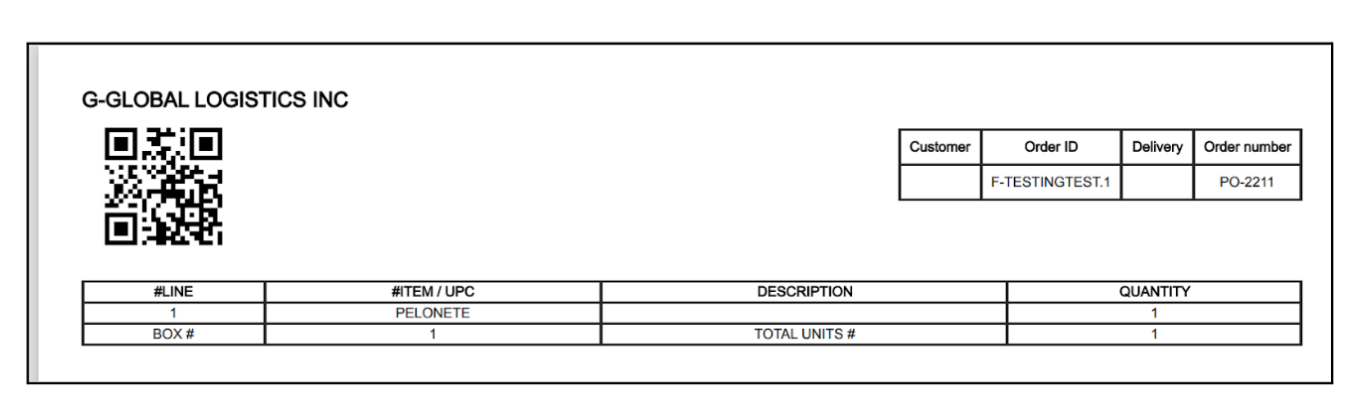 G-GLOBAL LOGISTICS INC
Customer Order ID Delivery Order number
F-TESTINGTEST.1 PO-2211
#LINE #ITEM / UPC DESCRIPTION QUANTITY
1 PELONETE 1
BOX # 1 TOTAL UNITS # 1